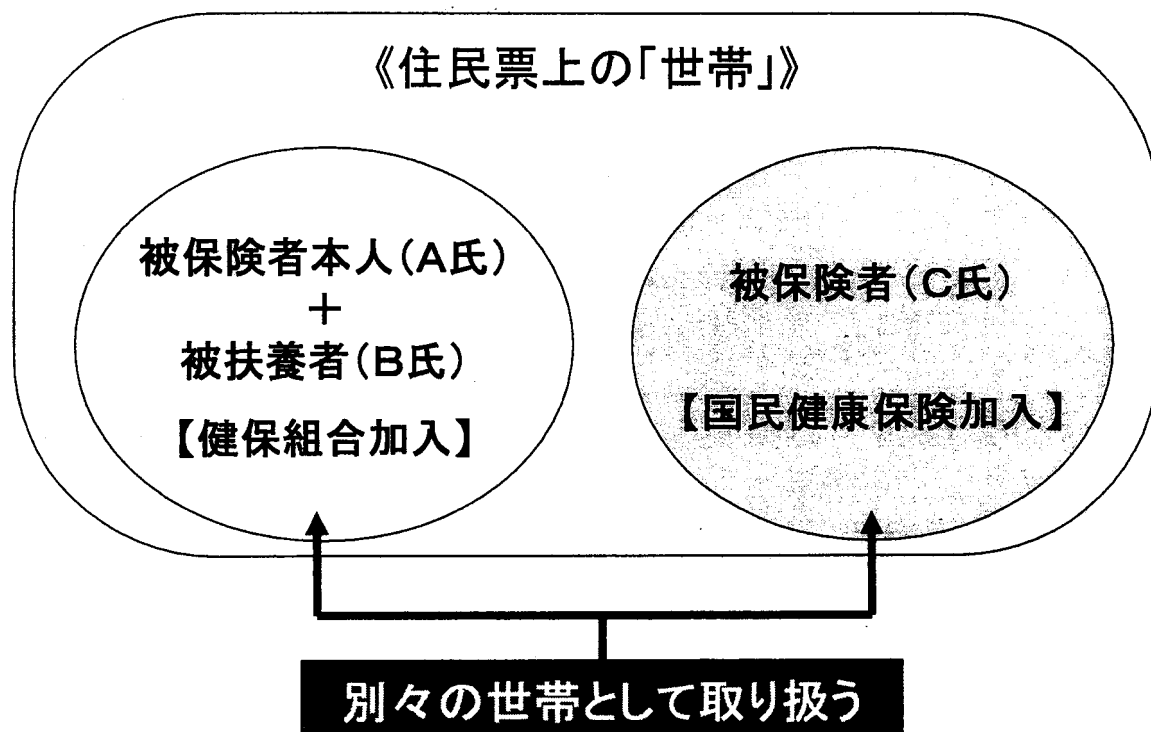 《住民票上の「世帯」》
被保険者本人(A氏)
＋
被扶養者(B氏)
【健保組合加入】
被保険者(C氏)
【国民健康保険加入】
別々の世帯として取り扱う